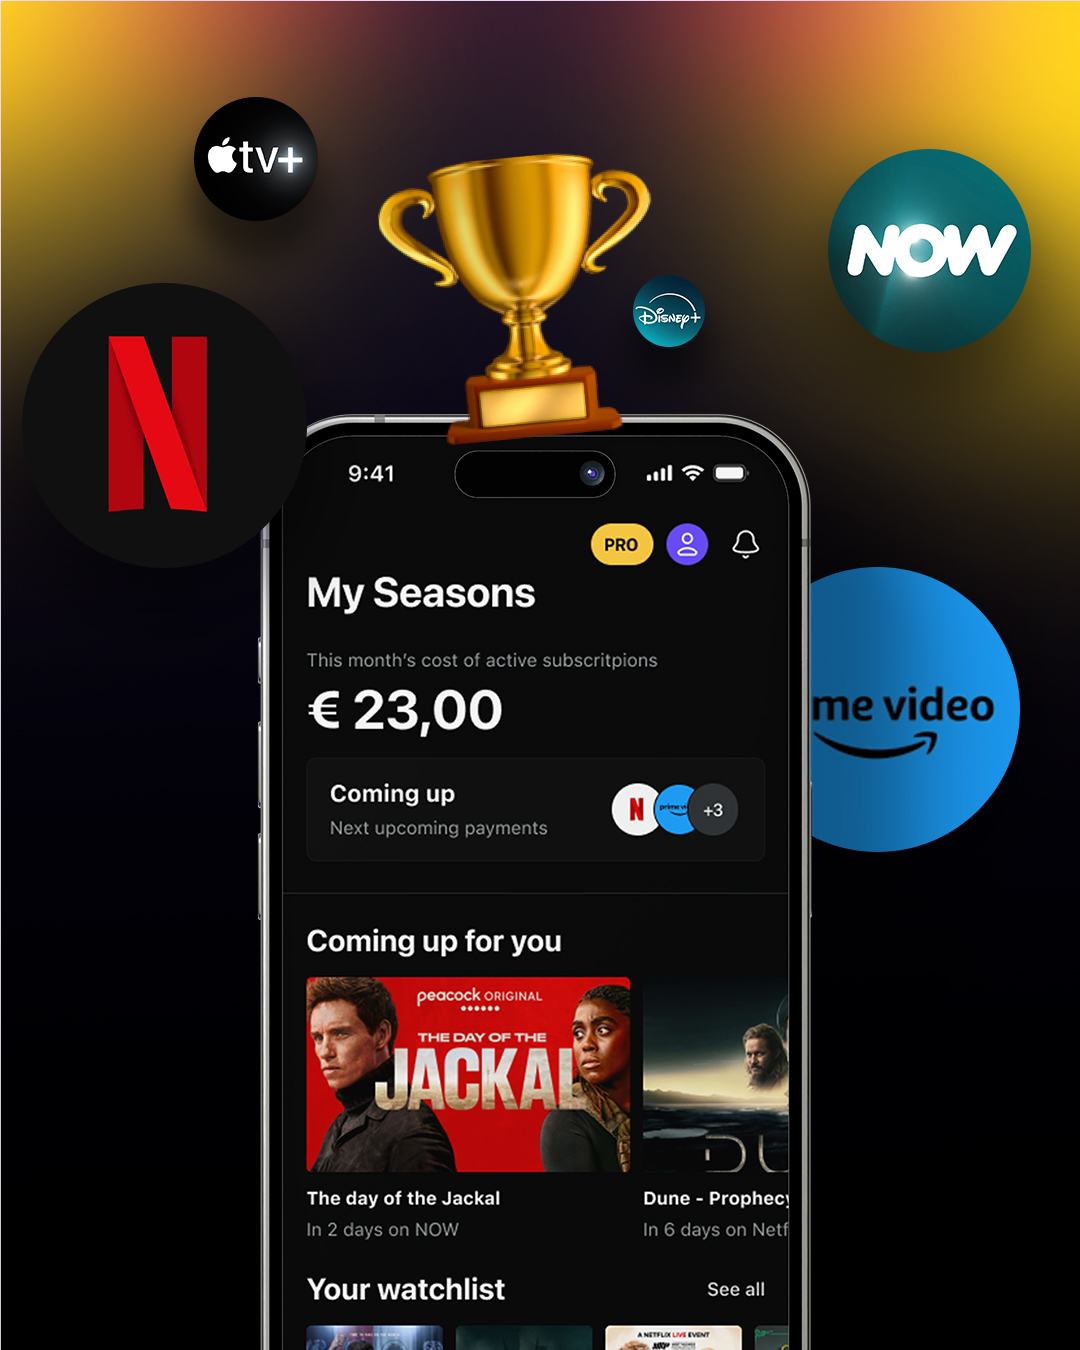 tv+
NOW
Disney+
N
9:41
PRO
My Seasons
This month's cost of active subscritpions
€ 23,00
me video
Coming up
Next upcoming payments
N
prime vi
+3
Coming up for you
peacock ORIGINAL
THE DAY OF THE
JACKAL
DU
The day of the Jackal
In 2 days on NOW
Dune - Prophecy
In 6 days on Netf
Your watchlist
See all
A NETFLIX LIVE EVENT